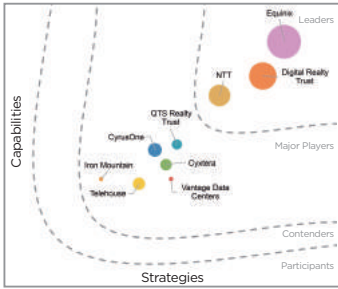 Equinix
Leaders
NTT
Digital Realty
Trust
QTS Realty
Trust
CyrusOne
Major Players
Iron Mountain
Cyxtera
Telehouse
Vantage Data
Centers
Contenders
Participants
Capabilities
Strategies